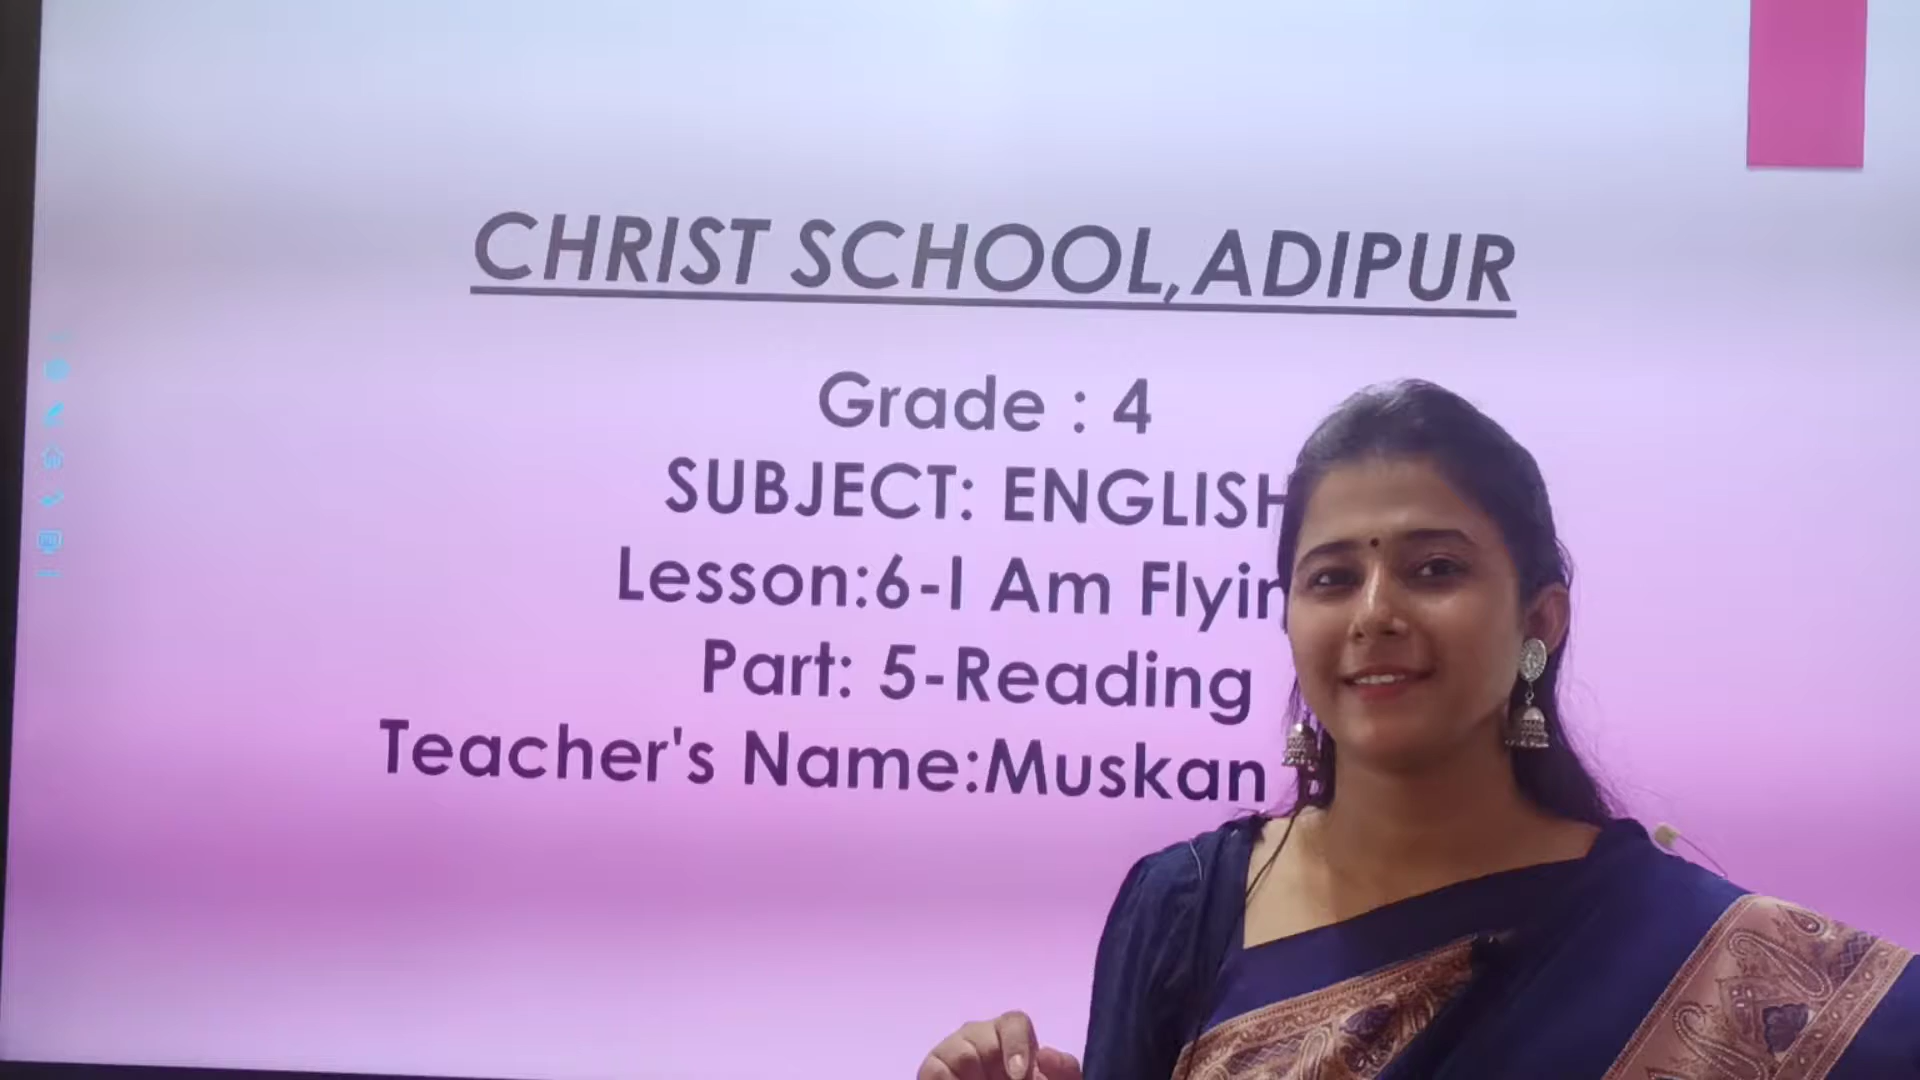 CHRIST SCHOOL,ADIPUR
Grade : 4
SUBJECT: ENGLISH
Lesson:6-I Am Flyin
Part: 5-Reading
Teacher's Name:Muskan